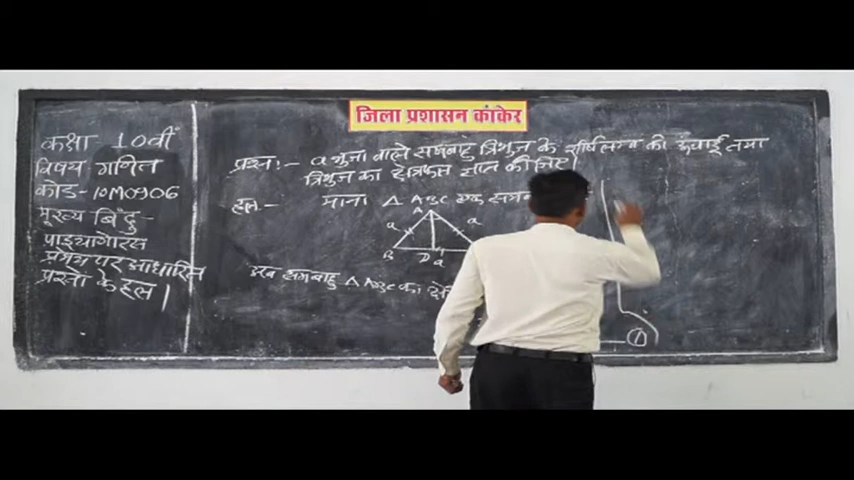 जिला प्रशासन कांकेर
कक्षा 10वीं
विषय गणित
कोड- 10M0906
मुख्य बिंदु-
पाइथागोरस
प्रमेय पर आधारित
प्रश्नों के हल |
प्रश्न:- a भुजा वाले समबाहु त्रिभुज के शीर्षलम्ब की ऊंचाई तथा
त्रिभुज का क्षेत्रफल ज्ञात कीजिए |
हल - माना △ ABC एक
A
a a
B D a
अब समबाहु △ ABC का
①